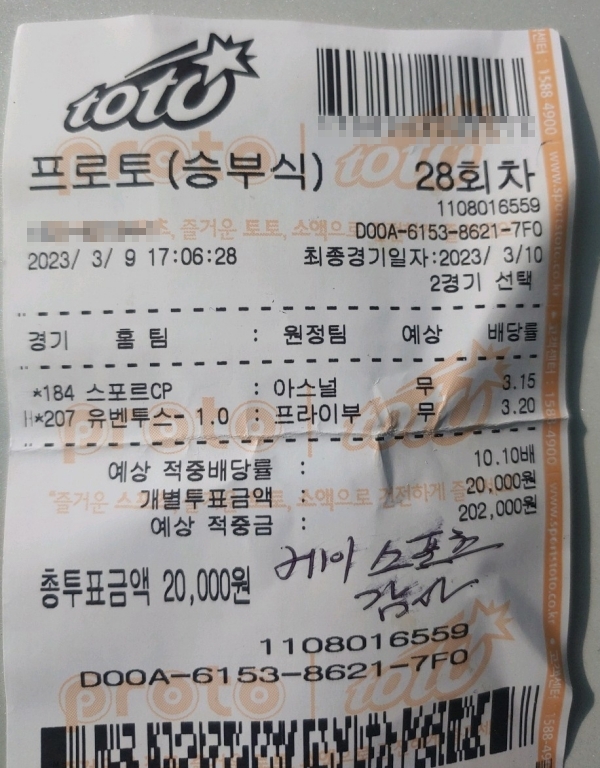 toto
프로토(승부식) 28회차
1108016559
D00A-6153-8621-7F0
2023/ 3/ 9 17:06:28 최종경기일자:2023/ 3/10
2경기 선택
경기 홈 팀 : 원정팀 예상 배당률
*184 스포르CP : 아스널 무 3.15
H*207 유벤투스- 1.0 : 프라이부 무 3.20
예상 적중배당률 : 10.10배
개별투표금액 : 20,000원
예상 적중금 : 202,000원
총투표금액 20,000원
케이 스포츠
감사
1108016559
D00A-6153-8621-7F0